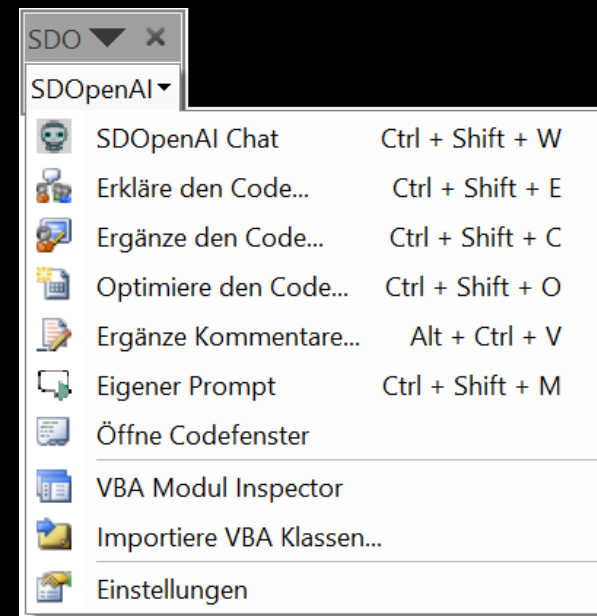 SDO
SDOpenAI
SDOpenAI Chat Ctrl + Shift + W
Erkläre den Code... Ctrl + Shift + E
Ergänze den Code... Ctrl + Shift + C
Optimiere den Code... Ctrl + Shift + O
Ergänze Kommentare... Alt + Ctrl + V
Eigener Prompt Ctrl + Shift + M
Öffne Codefenster
VBA Modul Inspector
Importiere VBA Klassen...
Einstellungen